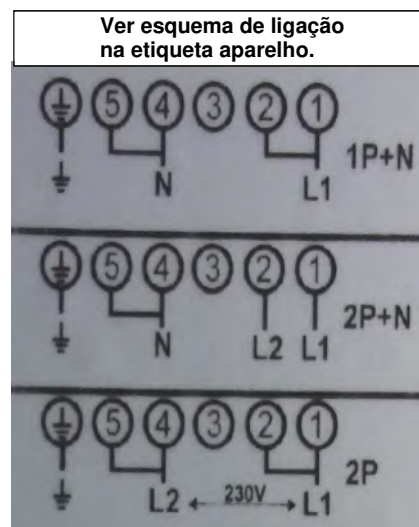 Ver esquema de ligação
na etiqueta aparelho.
5 4 3 2 1
1P+N
N L1
5 4 3 2 1
2P+N
N L2 L1
5 4 3 2 1
2P
L2 230V L1